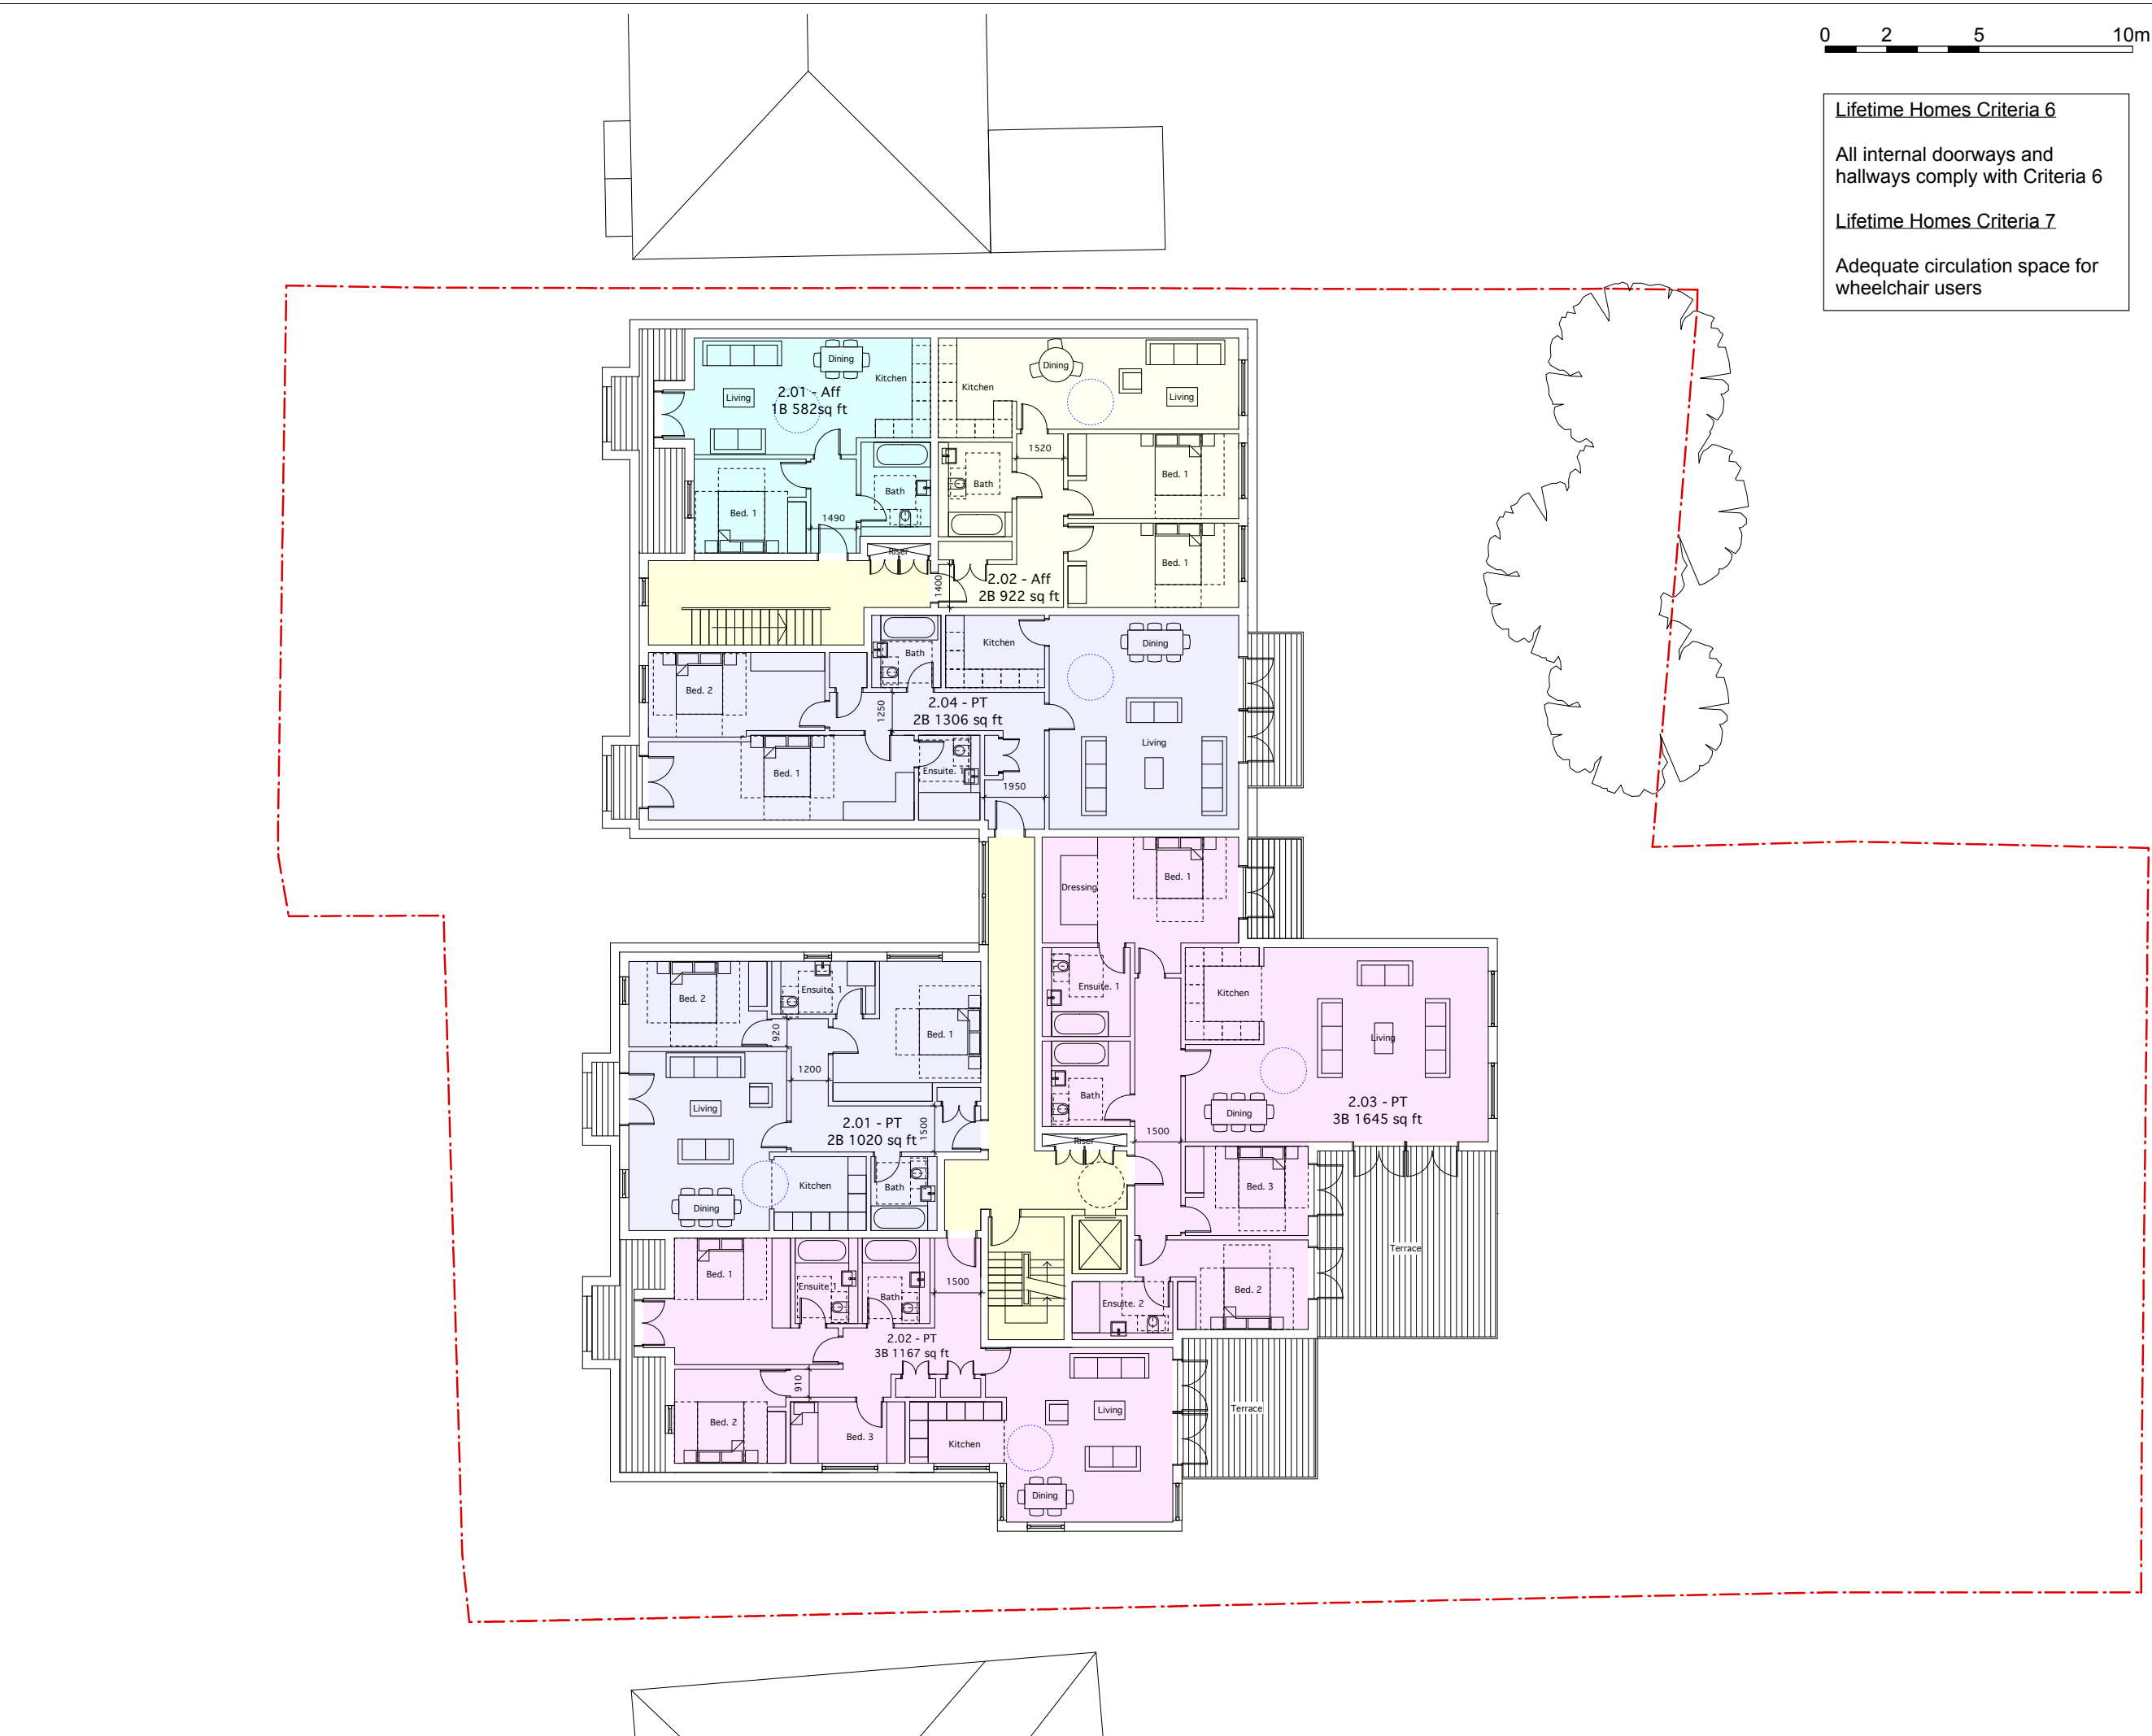 0 2 5 10m
Lifetime Homes Criteria 6
All internal doorways and
hallways comply with Criteria 6
Lifetime Homes Criteria 7
Adequate circulation space for
wheelchair users
Dining
Kitchen
2.01 - Aff
1B 582sq ft
Living
Bed. 1
1490
Bath
Riser
Dining
Kitchen
Living
1520
Bath
Bed. 1
Bed. 1
2.02 - Aff
2B 922 sq ft
1400
Bath
Kitchen
Dining
Bed. 2
1250
2.04 - PT
2B 1306 sq ft
Living
Bed. 1
Ensuite. 1
1950
Dressing
Bed. 1
Ensuite. 1
Kitchen
Living
Bath
Dining
2.03 - PT
3B 1645 sq ft
Riser
1500
Bed. 3
Terrace
Bed. 2
Ensuite. 2
Bed. 2
Ensuite. 1
Bed. 1
920
1200
Living
2.01 - PT
2B 1020 sq ft
1500
Kitchen
Bath
Dining
Bed. 1
Ensuite 1
Bath
1500
2.02 - PT
3B 1167 sq ft
910
Bed. 2
Bed. 3
Kitchen
Living
Terrace
Dining